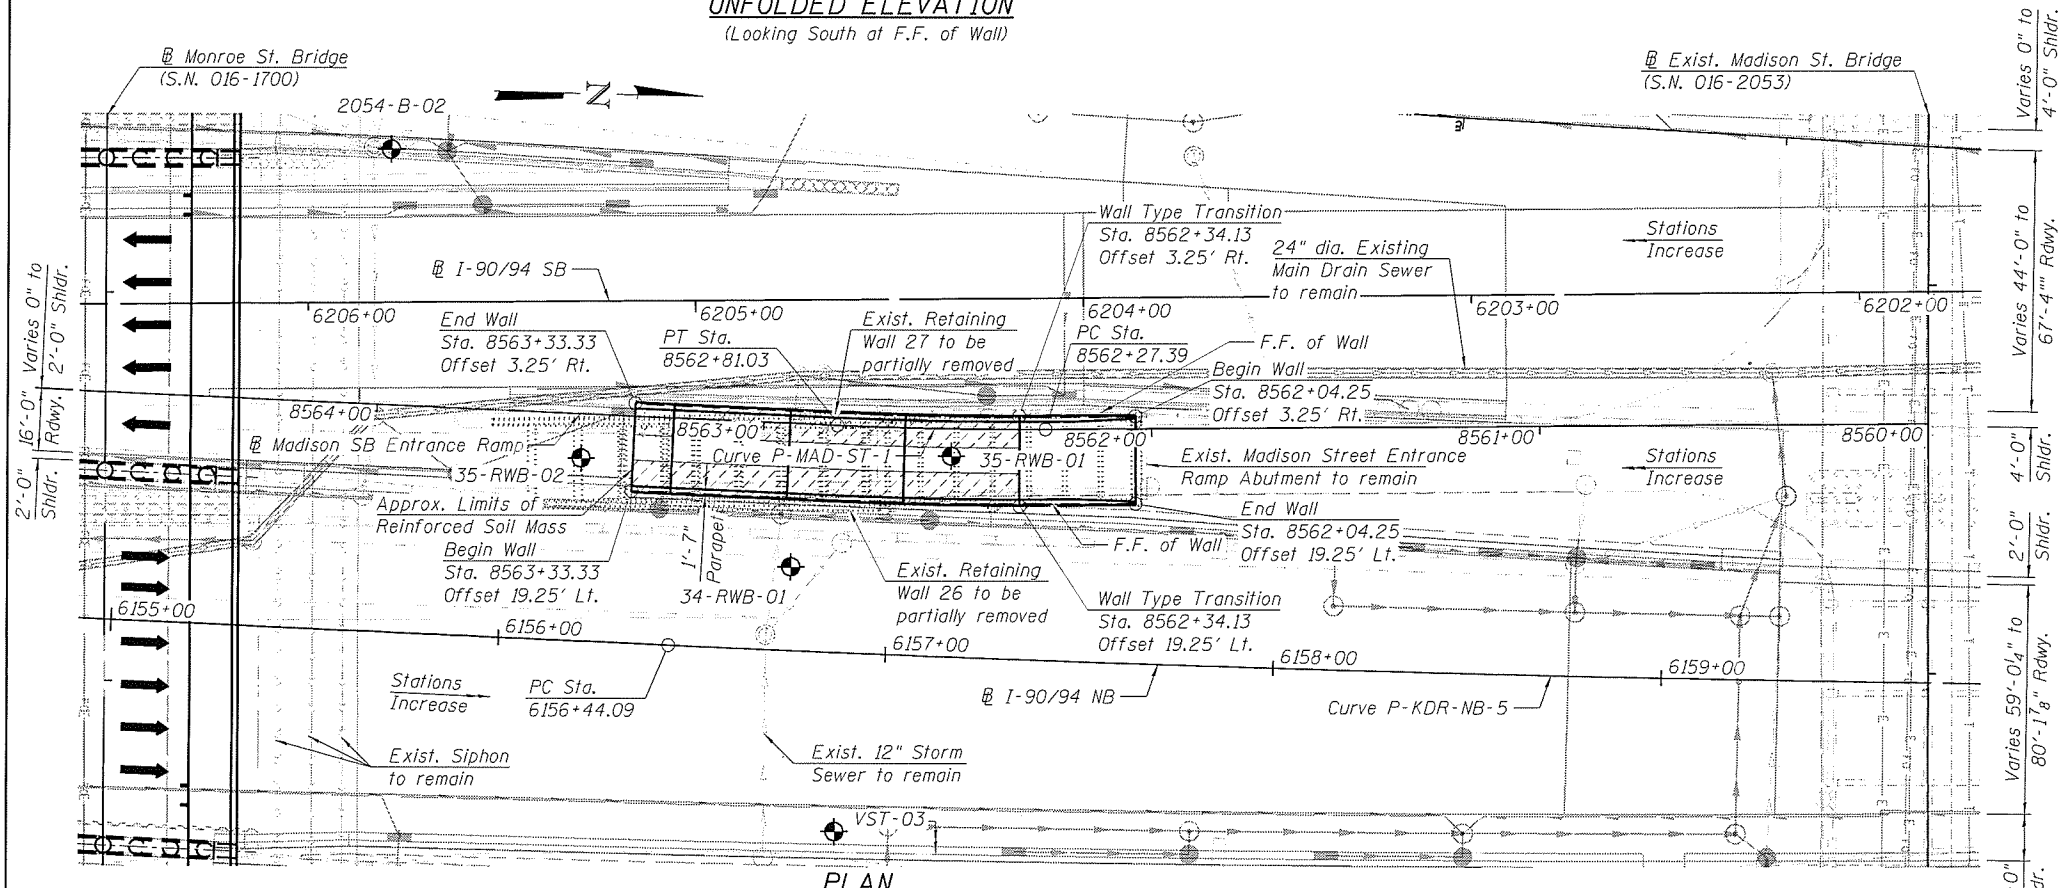 UNFOLDED ELEVATION
(Looking South at F.F. of Wall)
℄ Monroe St. Bridge
(S.N. 016-1700)
2054-B-02
Z
℄ Exist. Madison St. Bridge
(S.N. 016-2053)
Varies 0" to
4'-0" Shldr.
Wall Type Transition
Sta. 8562+34.13
Offset 3.25' Rt.
24" dia. Existing
Main Drain Sewer
to remain
Stations
Increase
Varies 44'-0" to
67'-4"" Rdwy.
℄ I-90/94 SB
6206+00
6205+00
6204+00
6203+00
6202+00
Varies 0" to
2'-0" Shldr.
End Wall
Sta. 8563+33.33
Offset 3.25' Rt.
PT Sta.
8562+81.03
Exist. Retaining
Wall 27 to be
partially removed
PC Sta.
8562+27.39
F.F. of Wall
Begin Wall
Sta. 8562+04.25
Offset 3.25' Rt.
16'-0"
Rdwy.
8564+00
8563+00
8562+00
8561+00
8560+00
℄ Madison SB Entrance Ramp
Curve P-MAD-ST-1
35-RWB-01
35-RWB-02
Exist. Madison Street Entrance
Ramp Abutment to remain
Stations
Increase
4'-0"
Shldr.
2'-0"
Shldr.
Approx. Limits of
Reinforced Soil Mass
Begin Wall
Sta. 8563+33.33
Offset 19.25' Lt.
1'-7"
Parapet
34-RWB-01
Exist. Retaining
Wall 26 to be
partially removed
F.F. of Wall
End Wall
Sta. 8562+04.25
Offset 19.25' Lt.
2'-0"
Shldr.
Wall Type Transition
Sta. 8562+34.13
Offset 19.25' Lt.
6155+00
6156+00
6157+00
6158+00
6159+00
Stations
Increase
PC Sta.
6156+44.09
℄ I-90/94 NB
Curve P-KDR-NB-5
Varies 59'-0¼" to
80'-1⅞" Rdwy.
Exist. Siphon
to remain
Exist. 12" Storm
Sewer to remain
VST-03
PLAN